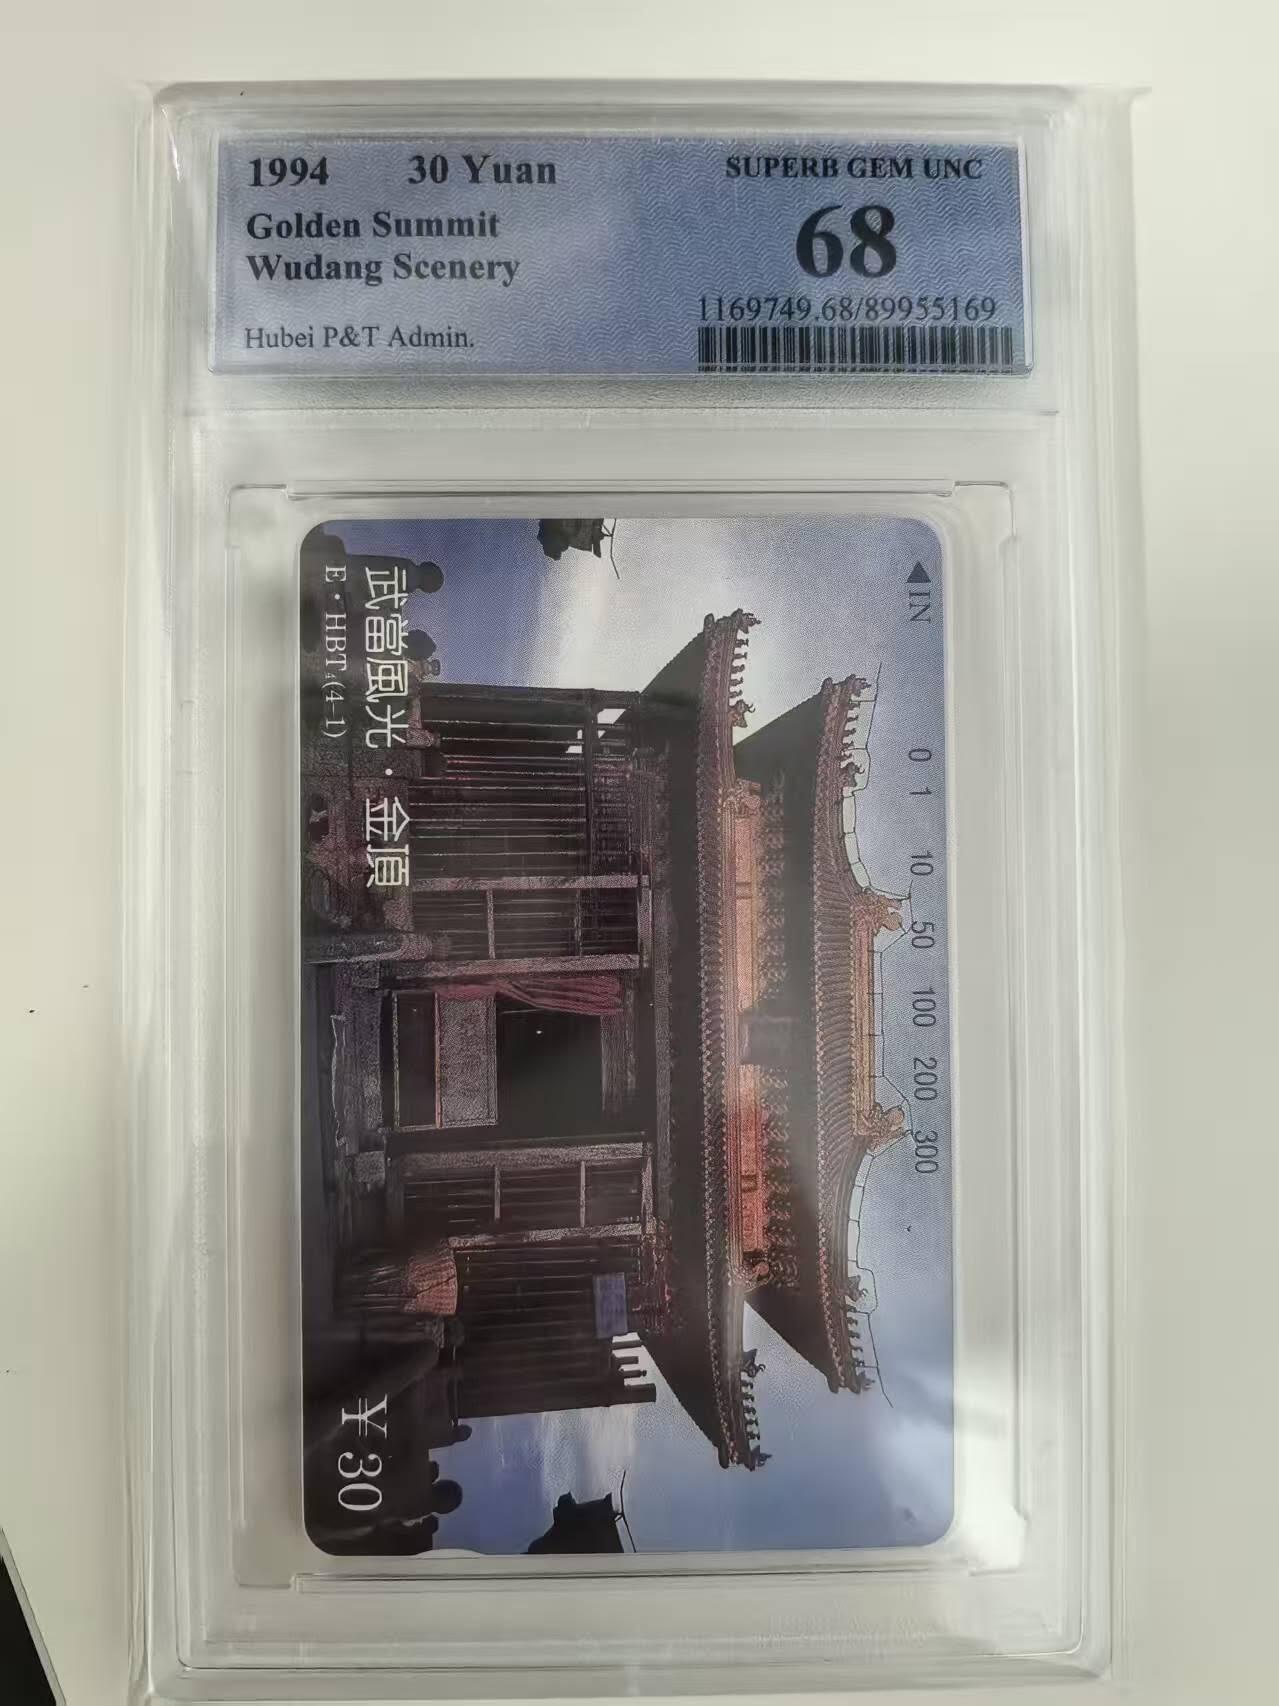 1994 30 Yuan
Golden Summit
Wudang Scenery
Hubei P&T Admin.
SUPERB GEM UNC
68
1169749.68/89955169
◀IN
0 1 10 50 100 200 300
武當風光·金頂
E·HBT₄(4-1)
¥30